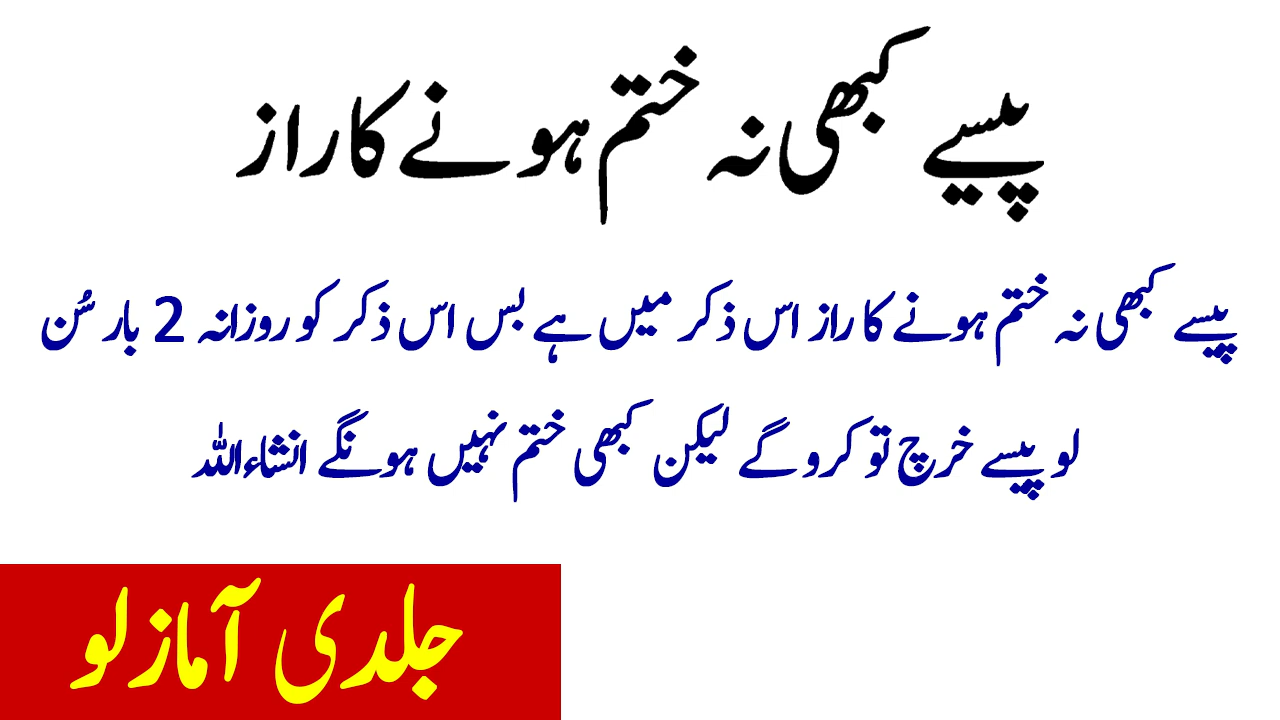 پیسے کبھی نہ ختم ہونے کا راز
پیسے کبھی نہ ختم ہونے کا راز اس ذکر میں ہے بس اس ذکر کو روزانہ 2 بار سُن
لو پیسے خرچ تو کرو گے لیکن کبھی ختم نہیں ہونگے انشاءاللہ
جلدی آمازلو